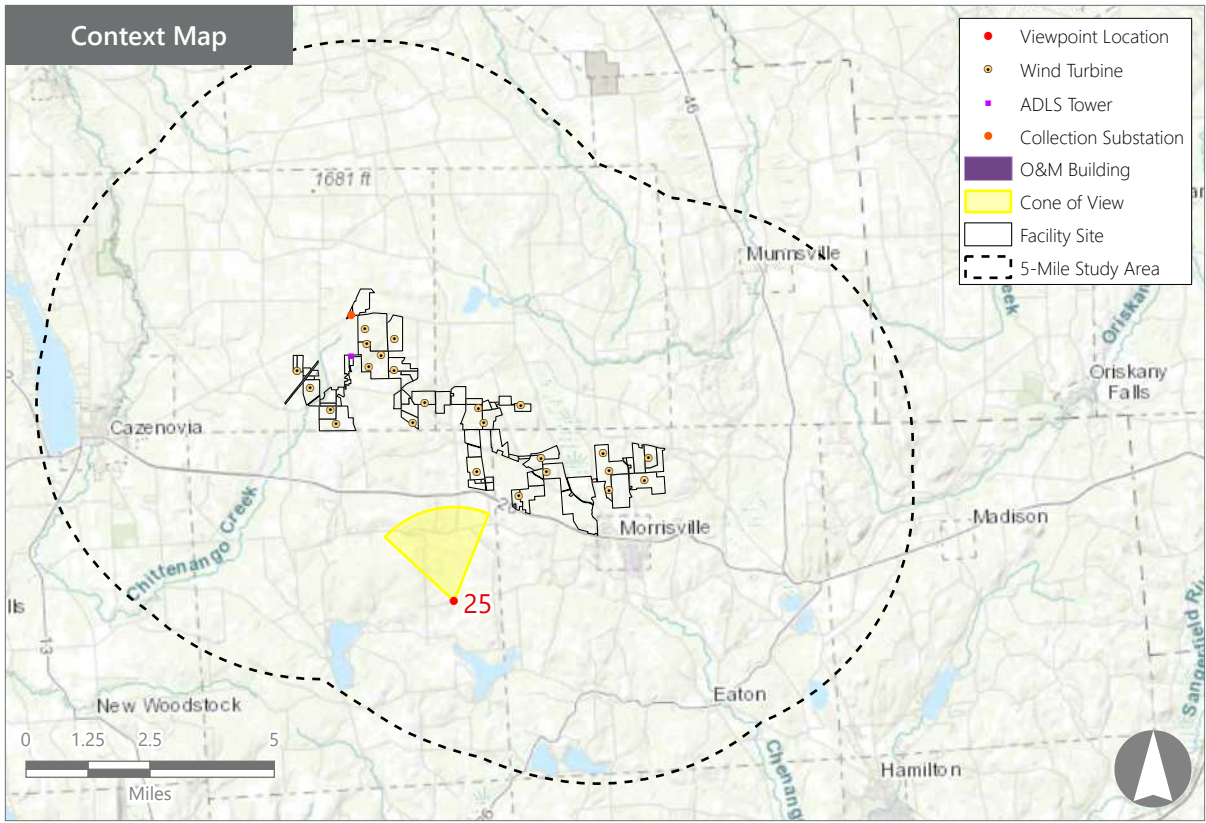 Context Map
Viewpoint Location
Wind Turbine
ADLS Tower
Collection Substation
O&M Building
Cone of View
Facility Site
5-Mile Study Area
46
1681 ft
Munnsville
Oriskany
Falls
Cazenovia
Chittenango Creek
20
Morrisville
Madison
25
13
New Woodstock
Eaton
Hamilton
0 1.25 2.5 5
Miles